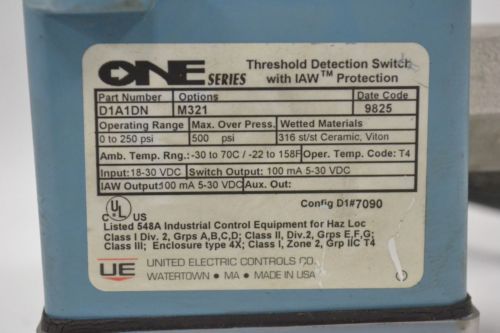 ONE SERIES
Threshold Detection Switch
with IAW™ Protection
Part Number Options Date Code
D1A1DN M321 9825
Operating Range Max. Over Press. Wetted Materials
0 to 250 psi 500 psi 316 st/st Ceramic, Viton
Amb. Temp. Rng.: -30 to 70C / -22 to 158F Oper. Temp. Code: T4
Input: 18-30 VDC Switch Output: 100 mA 5-30 VDC
IAW Output: 100 mA 5-30 VDC Aux. Out:
Config D1#7090
C UL US
Listed 548A Industrial Control Equipment for Haz Loc
Class I Div. 2, Grps A,B,C,D; Class II, Div. 2, Grps E,F,G;
Class III; Enclosure type 4X; Class I, Zone 2, Grp IIC T4
UE UNITED ELECTRIC CONTROLS CO.
WATERTOWN • MA • MADE IN USA